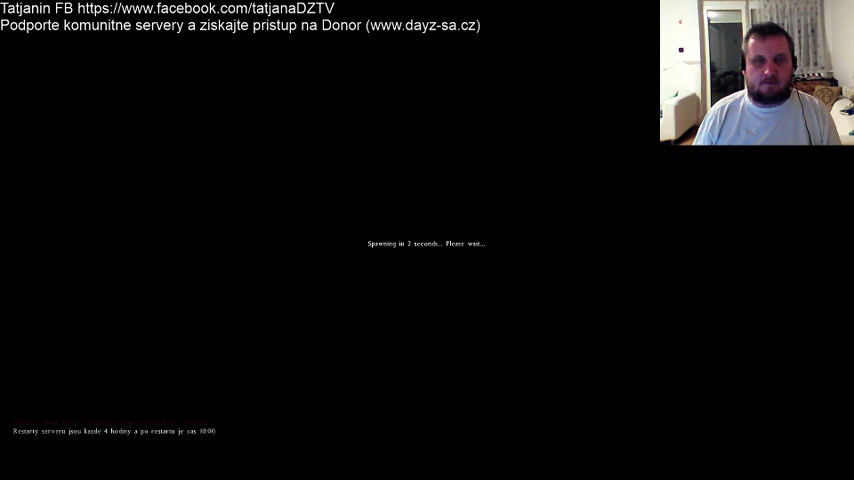 Tatjanin FB https://www.facebook.com/tatjanaDZTV
Podporte komunitne servery a ziskajte pristup na Donor (www.dayz-sa.cz)
Spawning in 2 seconds... Please wait...
Restarty serveru jsou kazde 4 hodiny a po restartu je cas 10:00.